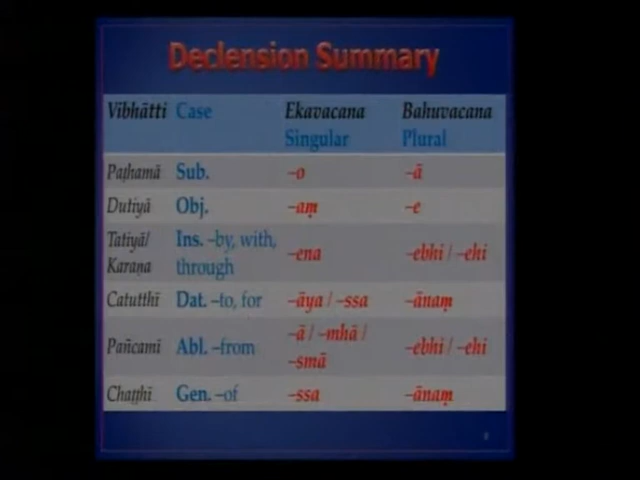 Declension Summary
Vibhātti Case Ekavacana Bahuvacana
Singular Plural
Paṭhamā Sub. –o –ā
Dutiyā Obj. –aṃ –e
Tatiyā/ Ins. –by, with,
–ena –ebhi / –ehi
Karaṇa through
Catutthī Dat. –to, for –āya / –ssa –ānaṃ
–ā / –mhā /
Pañcamī Abl. –from –ebhi / –ehi
–smā
Chaṭṭhī Gen. –of –ssa –ānaṃ